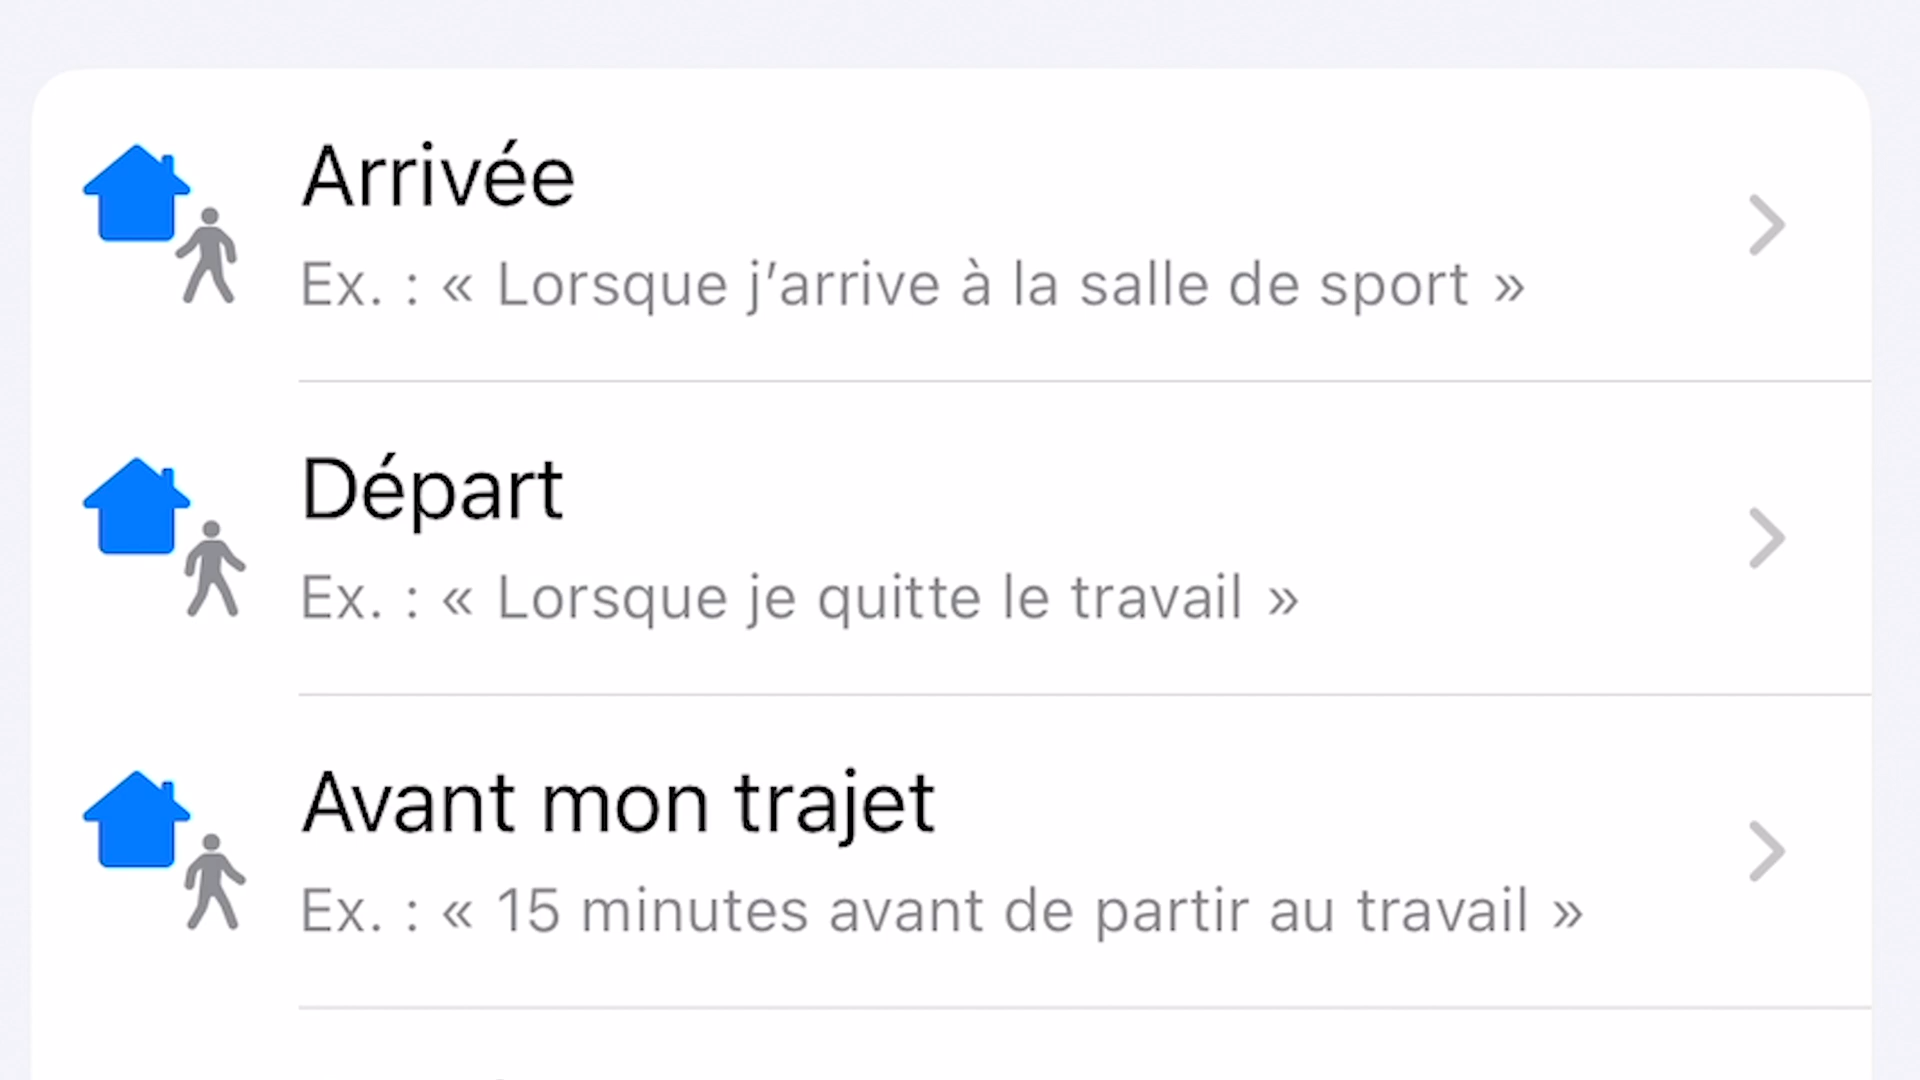 Arrivée
Ex. : « Lorsque j’arrive à la salle de sport »
Départ
Ex. : « Lorsque je quitte le travail »
Avant mon trajet
Ex. : « 15 minutes avant de partir au travail »